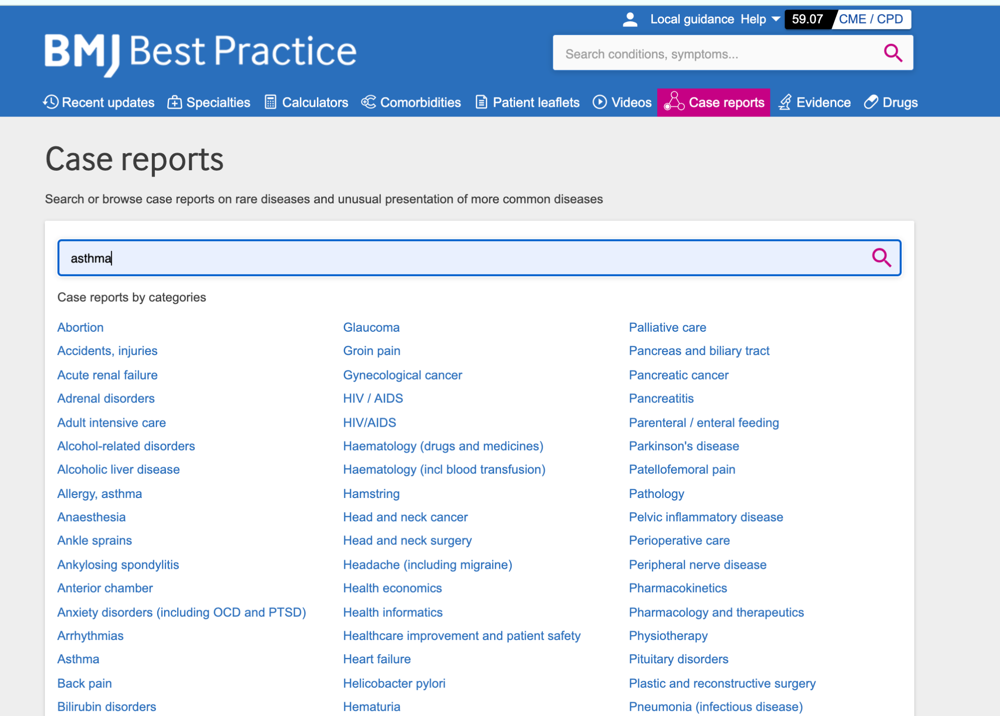 Local guidance Help 59.07 CME / CPD
BMJ Best Practice
Search conditions, symptoms...
Recent updates Specialties Calculators Comorbidities Patient leaflets Videos Case reports Evidence Drugs
Case reports
Search or browse case reports on rare diseases and unusual presentation of more common diseases
asthma
Case reports by categories
Abortion
Accidents, injuries
Acute renal failure
Adrenal disorders
Adult intensive care
Alcohol-related disorders
Alcoholic liver disease
Allergy, asthma
Anaesthesia
Ankle sprains
Ankylosing spondylitis
Anterior chamber
Anxiety disorders (including OCD and PTSD)
Arrhythmias
Asthma
Back pain
Bilirubin disorders
Glaucoma
Groin pain
Gynecological cancer
HIV / AIDS
HIV/AIDS
Haematology (drugs and medicines)
Haematology (incl blood transfusion)
Hamstring
Head and neck cancer
Head and neck surgery
Headache (including migraine)
Health economics
Health informatics
Healthcare improvement and patient safety
Heart failure
Helicobacter pylori
Hematuria
Palliative care
Pancreas and biliary tract
Pancreatic cancer
Pancreatitis
Parenteral / enteral feeding
Parkinson's disease
Patellofemoral pain
Pathology
Pelvic inflammatory disease
Perioperative care
Peripheral nerve disease
Pharmacokinetics
Pharmacology and therapeutics
Physiotherapy
Pituitary disorders
Plastic and reconstructive surgery
Pneumonia (infectious disease)